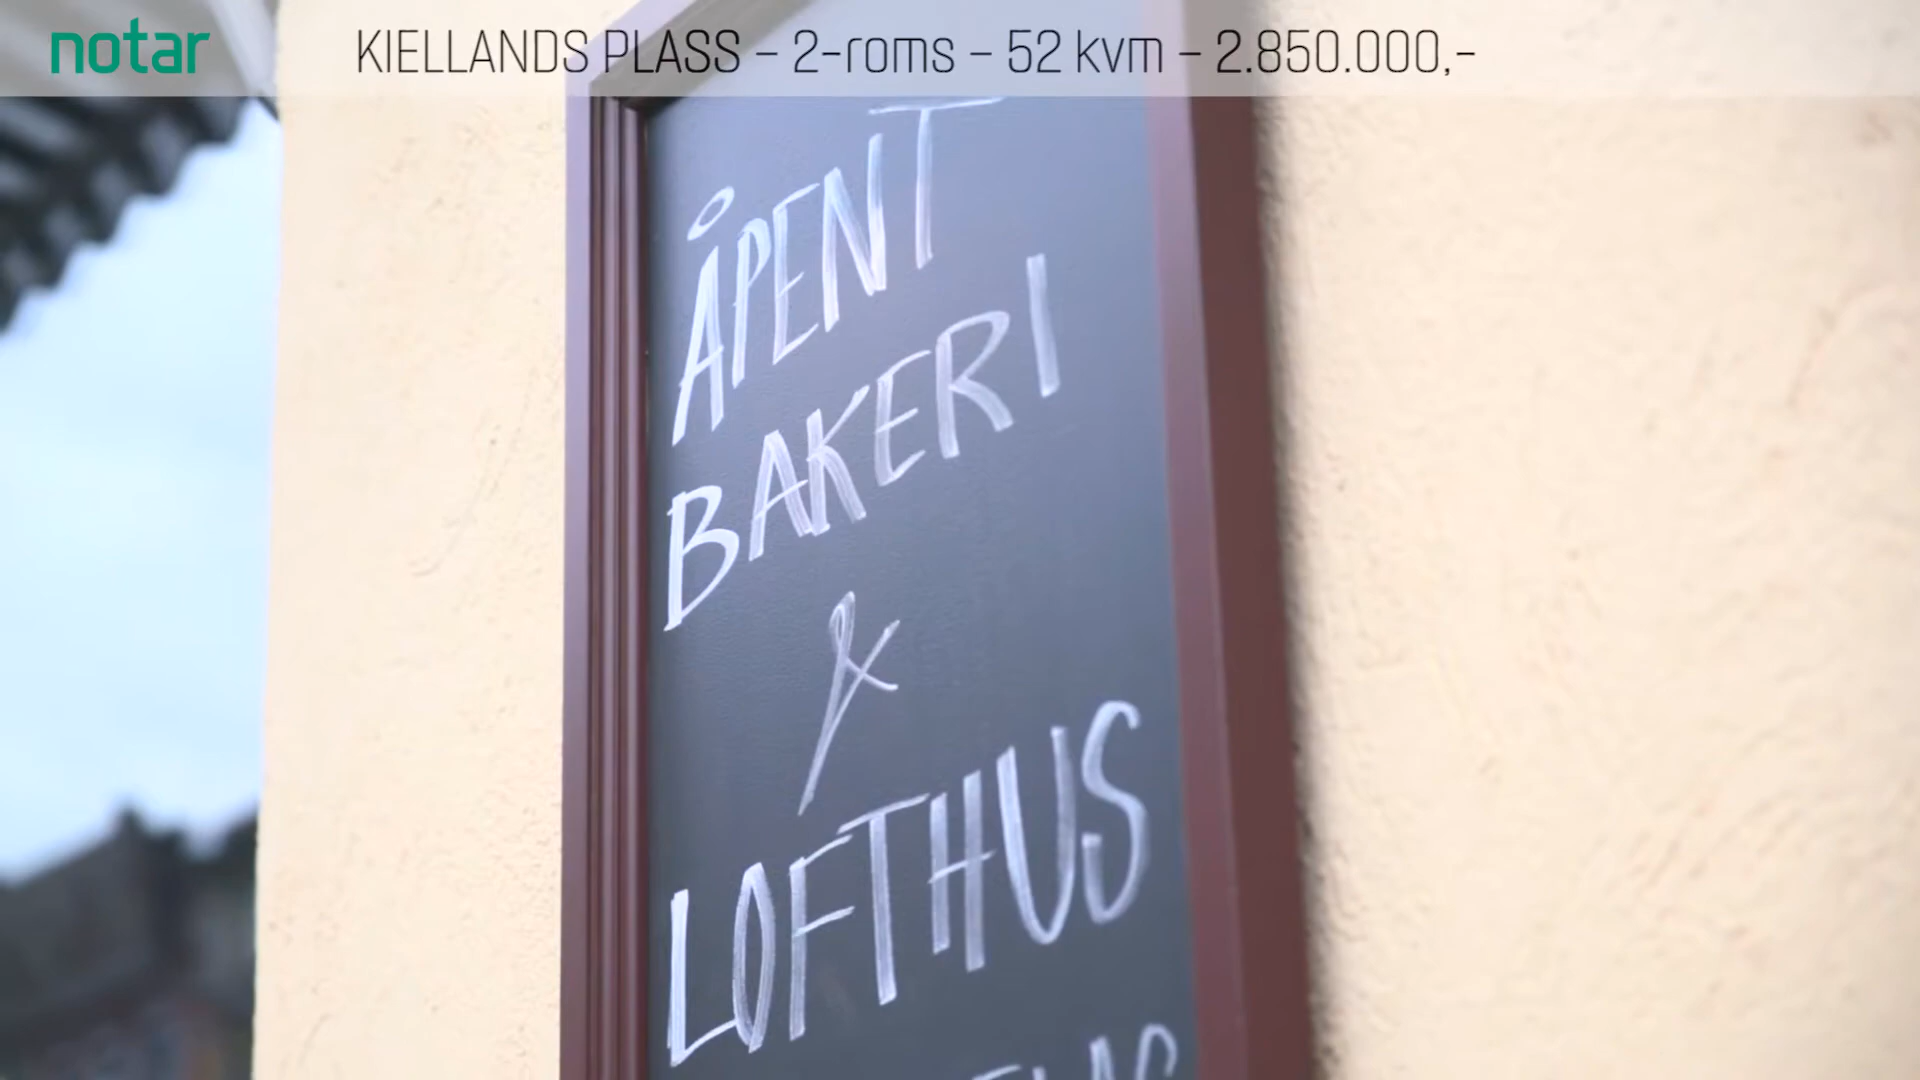 notar
KIELLANDS PLASS – 2-roms – 52 kvm – 2.850.000,-
ÅPENT
BAKERI
&
LOFTHUS